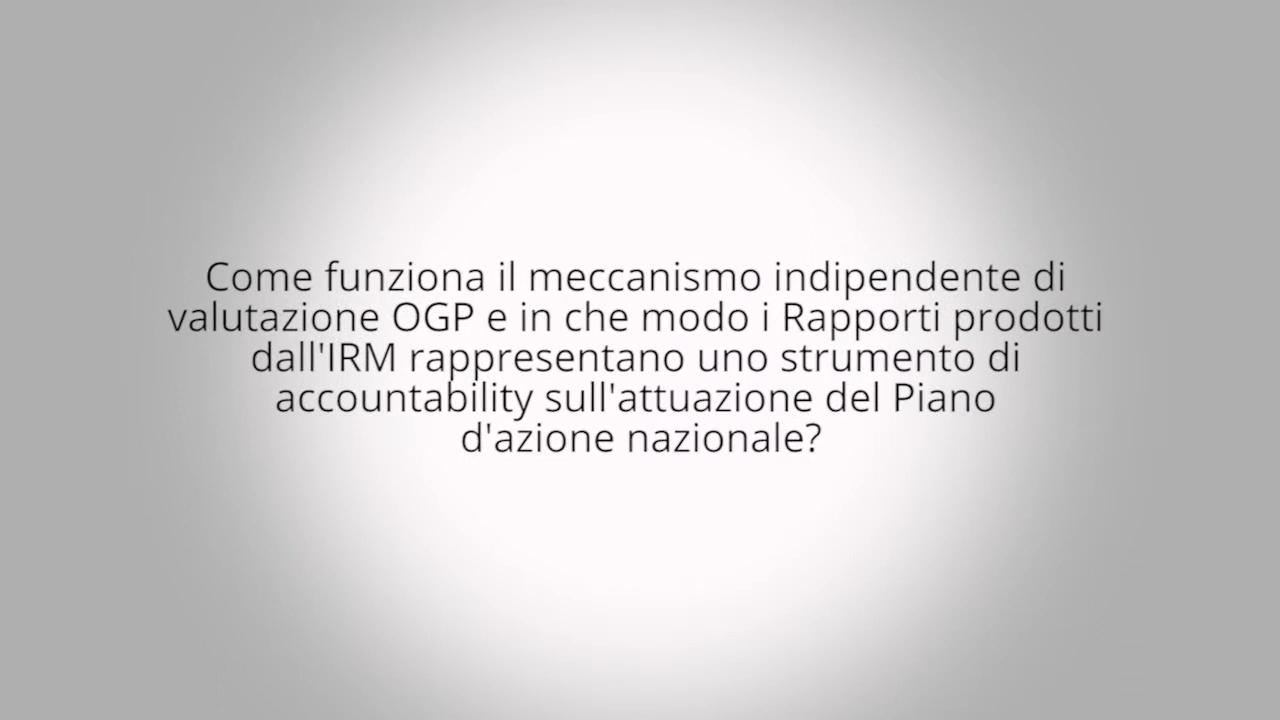 Come funziona il meccanismo indipendente di
valutazione OGP e in che modo i Rapporti prodotti
dall'IRM rappresentano uno strumento di
accountability sull'attuazione del Piano
d'azione nazionale?